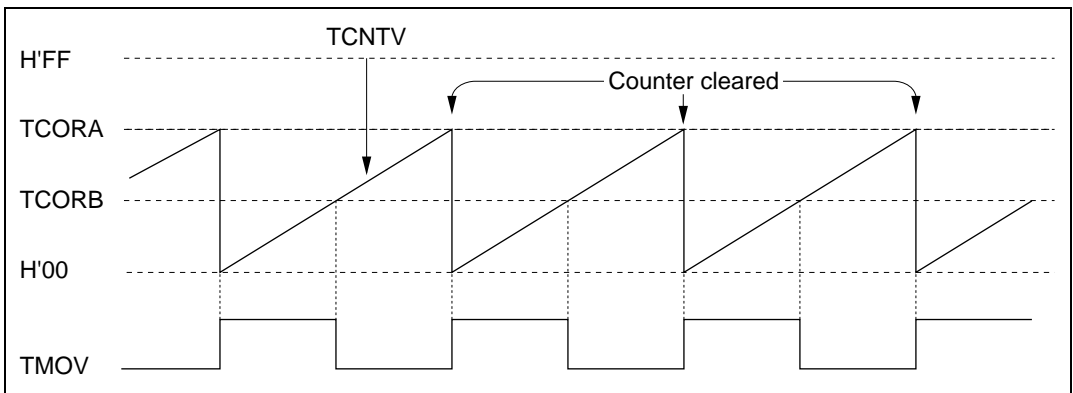 TCNTV
H'FF
Counter cleared
TCORA
TCORB
H'00
TMOV